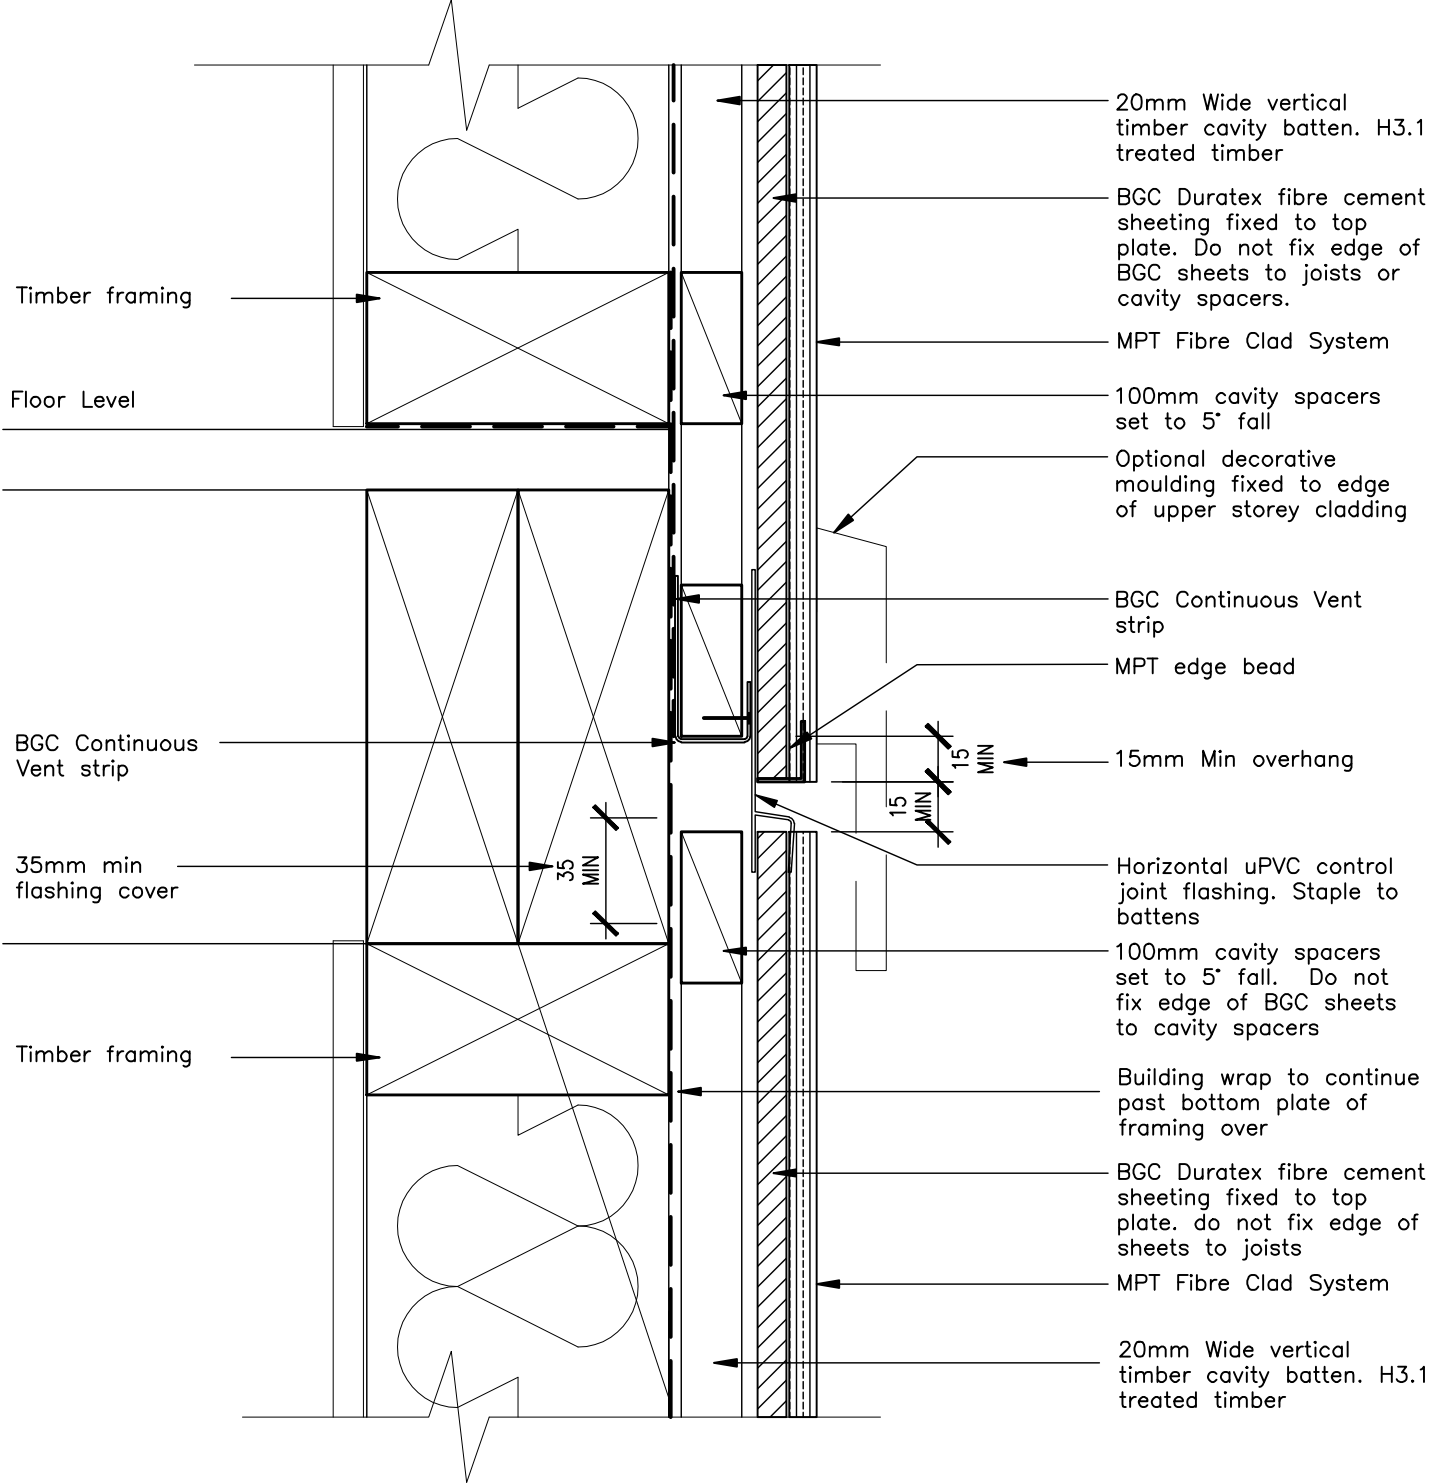 20mm Wide vertical
timber cavity batten. H3.1
treated timber
BGC Duratex fibre cement
sheeting fixed to top
plate. Do not fix edge of
BGC sheets to joists or
cavity spacers.
Timber framing
MPT Fibre Clad System
Floor Level
100mm cavity spacers
set to 5° fall
Optional decorative
moulding fixed to edge
of upper storey cladding
BGC Continuous Vent
strip
MPT edge bead
BGC Continuous
Vent strip
15
MIN
15mm Min overhang
15
MIN
35mm min
flashing cover
35
MIN
Horizontal uPVC control
joint flashing. Staple to
battens
100mm cavity spacers
set to 5° fall. Do not
fix edge of BGC sheets
to cavity spacers
Timber framing
Building wrap to continue
past bottom plate of
framing over
BGC Duratex fibre cement
sheeting fixed to top
plate. do not fix edge of
sheets to joists
MPT Fibre Clad System
20mm Wide vertical
timber cavity batten. H3.1
treated timber